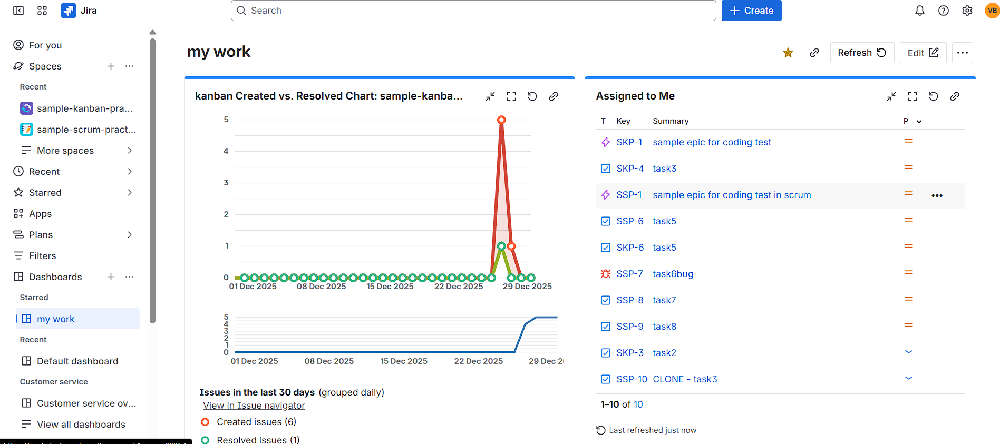 Jira
Search
Create
VB
For you
Spaces
Recent
sample-kanban-pra...
sample-scrum-pract...
More spaces
Recent
Starred
Apps
Plans
Filters
Dashboards
Starred
my work
Recent
Default dashboard
Customer service
Customer service ov...
View all dashboards
my work
Refresh
Edit
kanban Created vs. Resolved Chart: sample-kanba...
5
4
3
2
1
0
01 Dec 2025 08 Dec 2025 15 Dec 2025 22 Dec 2025 29 Dec 2025
5
4
3
2
1
0
01 Dec 2025 08 Dec 2025 15 Dec 2025 22 Dec 2025 29 Dec 2
Issues in the last 30 days (grouped daily)
View in Issue navigator
Created issues (6)
Resolved issues (1)
Assigned to Me
T Key Summary P
SKP-1 sample epic for coding test
SKP-4 task3
SSP-1 sample epic for coding test in scrum
SSP-6 task5
SKP-6 task5
SSP-7 task6bug
SSP-8 task7
SSP-9 task8
SKP-3 task2
SSP-10 CLONE - task3
1–10 of 10
Last refreshed just now